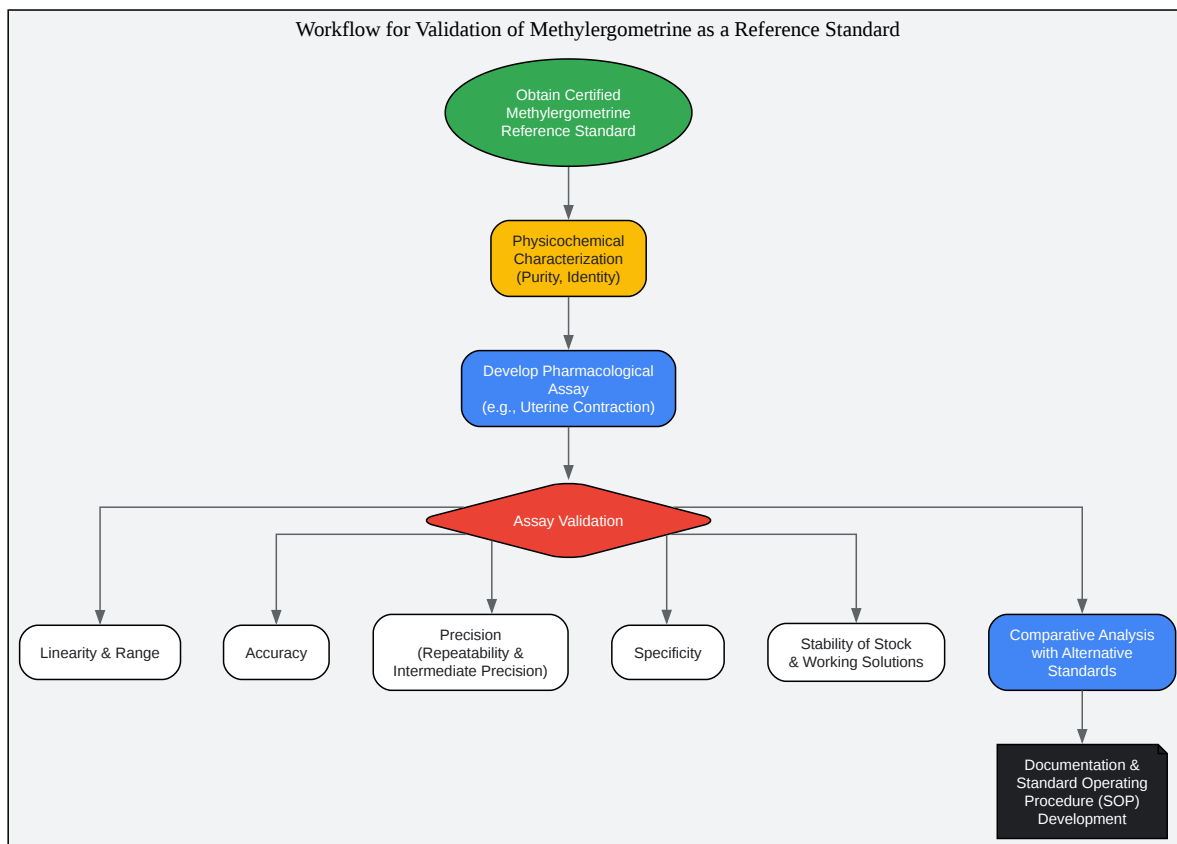 Workflow for Validation of Methylergometrine as a Reference Standard
Obtain Certified
Methylergometrine
Reference Standard
Physicochemical
Characterization
(Purity, Identity)
Develop Pharmacological
Assay
(e.g., Uterine Contraction)
Assay Validation
Linearity & Range
Accuracy
Precision
(Repeatability &
Intermediate Precision)
Specificity
Stability of Stock
& Working Solutions
Comparative Analysis
with Alternative
Standards
Documentation &
Standard Operating
Procedure (SOP)
Development